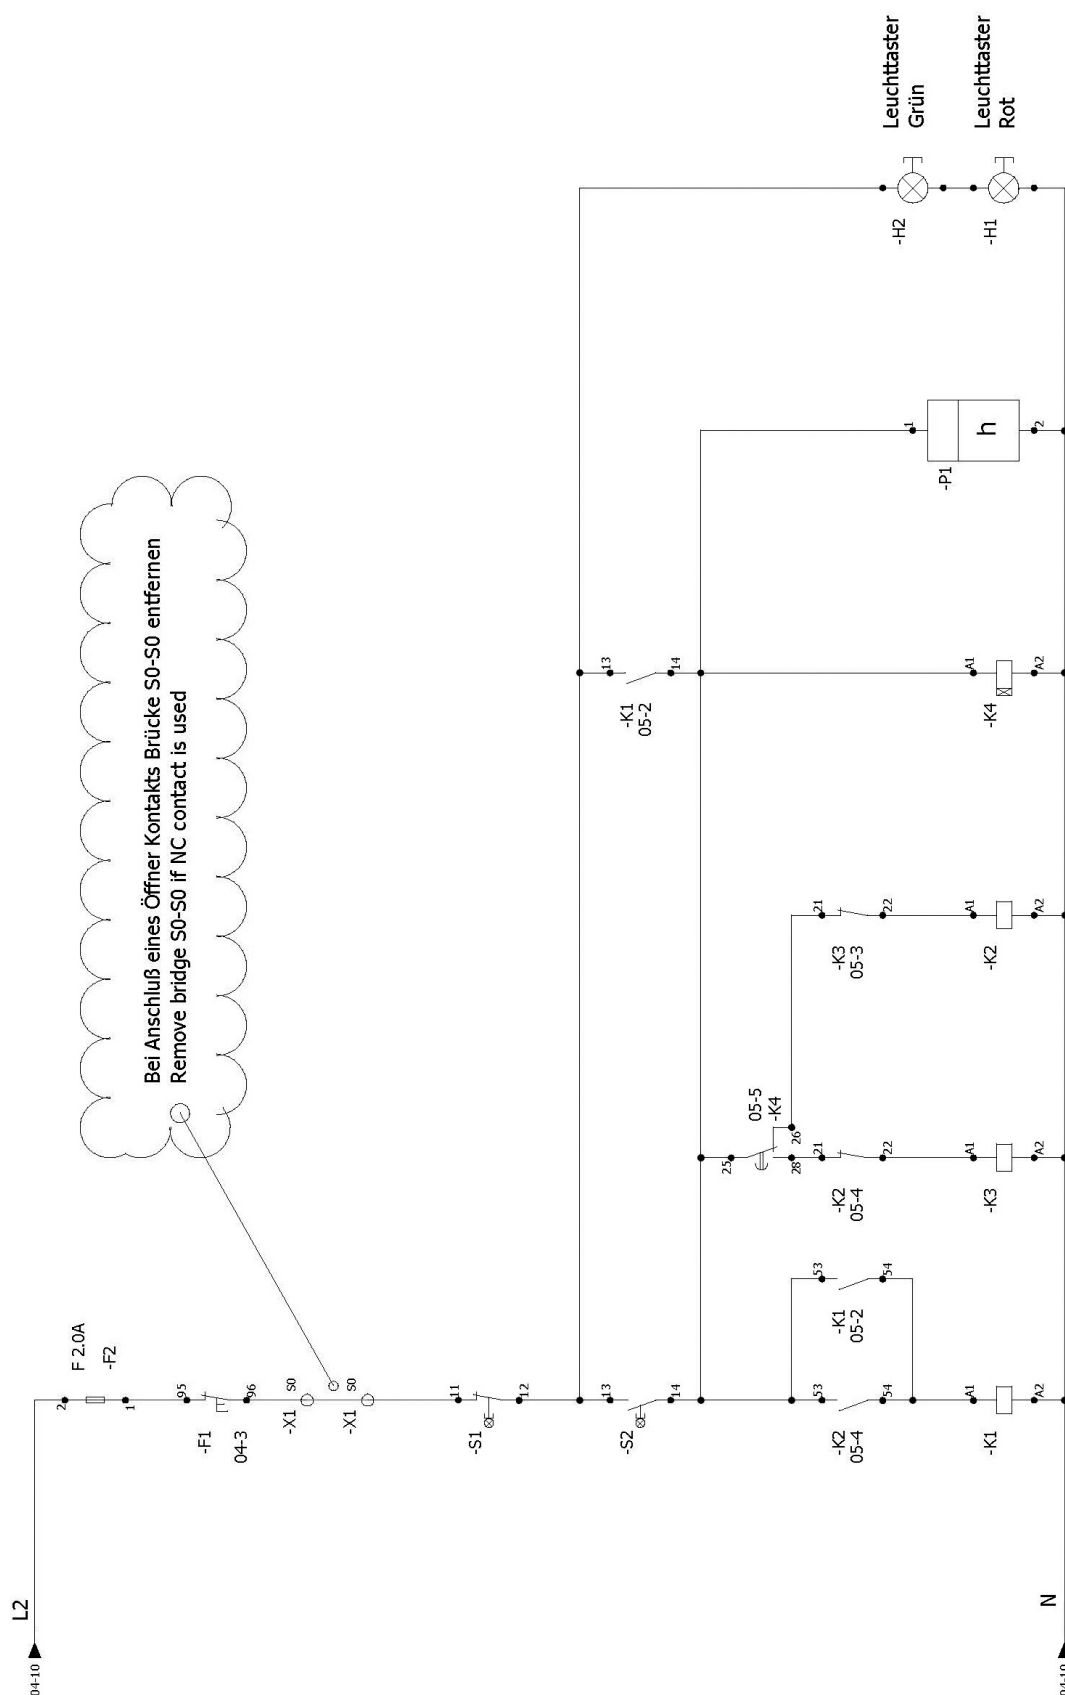 L2
04-10
2
F 2.0A
-F2
1
95
-F1
04-3
96
-X1
S0
-X1
S0
Bei Anschluß eines Öffner Kontakts Brücke S0-S0 entfernen
Remove bridge S0-S0 if NC contact is used
11
-S1
12
13
-S2
14
13
-K1
05-2
14
25
05-5
-K4
28
26
53
-K2
05-4
54
53
-K1
05-2
54
21
-K2
05-4
22
21
-K3
05-3
22
A1
-K1
A2
A1
-K3
A2
A1
-K2
A2
A1
-K4
A2
1
-P1
h
2
-H2
Leuchttaster
Grün
-H1
Leuchttaster
Rot
N
04-10